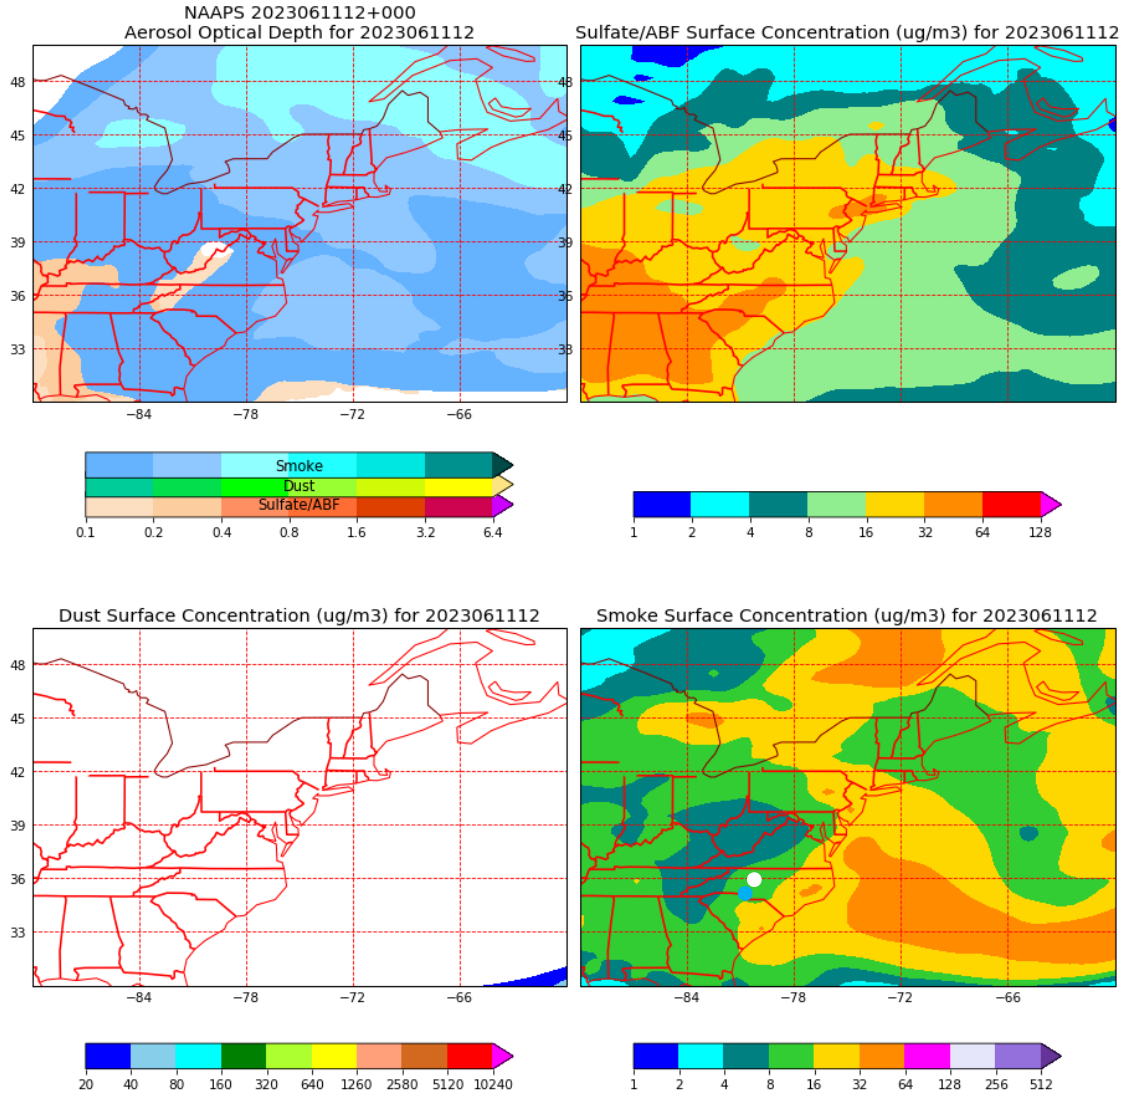 NAAPS 2023061112+000
Aerosol Optical Depth for 2023061112
Sulfate/ABF Surface Concentration (ug/m3) for 2023061112
48
45
42
39
36
33
−84 −78 −72 −66
48
45
42
39
36
33
−84 −78 −72 −66
Smoke
Dust
Sulfate/ABF
0.1 0.2 0.4 0.8 1.6 3.2 6.4
1 2 4 8 16 32 64 128
Dust Surface Concentration (ug/m3) for 2023061112
Smoke Surface Concentration (ug/m3) for 2023061112
48
45
42
39
36
33
−84 −78 −72 −66
−84 −78 −72 −66
20 40 80 160 320 640 1260 2580 5120 10240
1 2 4 8 16 32 64 128 256 512